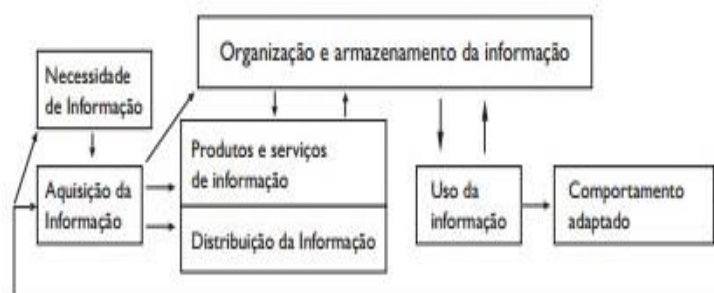 Organização e armazenamento da informação
Necessidade
de Informação
Produtos e serviços
de informação
Aquisição da
Informação
Distribuição da Informação
Uso da
informação
Comportamento
adaptado